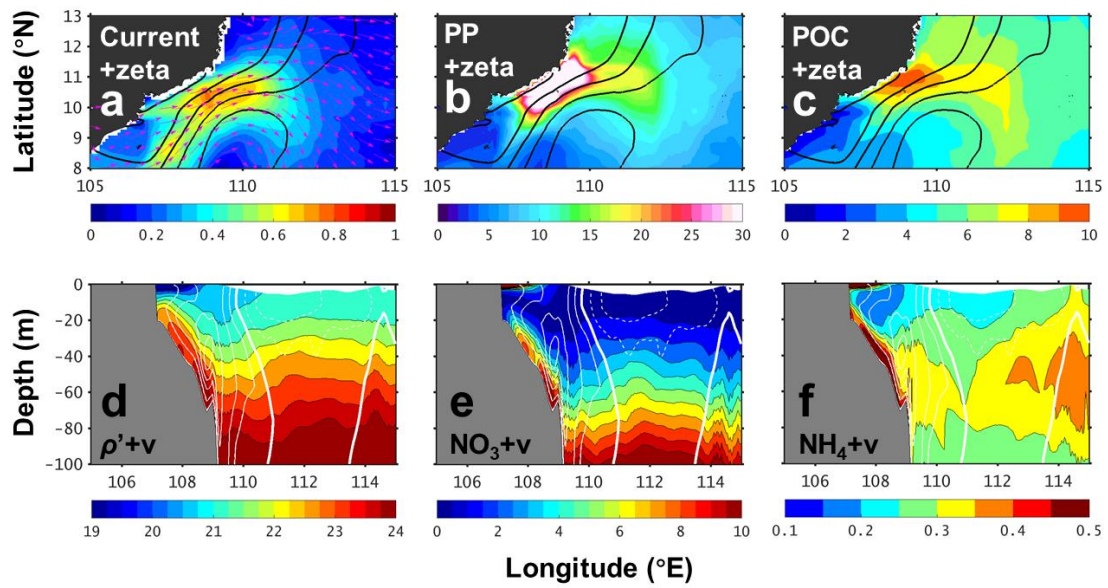 Current
+zeta
a
PP
+zeta
b
POC
+zeta
c
Latitude (°N)
13
12
11
10
9
8
105 110 115
105 110 115
105 110 115
0 0.2 0.4 0.6 0.8 1
0 5 10 15 20 25 30
0 2 4 6 8 10
Depth (m)
0
−20
−40
−60
−80
−100
d
ρ’+v
e
NO3+v
f
NH4+v
106 108 110 112 114
106 108 110 112 114
106 108 110 112 114
19 20 21 22 23 24
0 2 4 6 8 10
0.1 0.2 0.3 0.4 0.5
Longitude (°E)